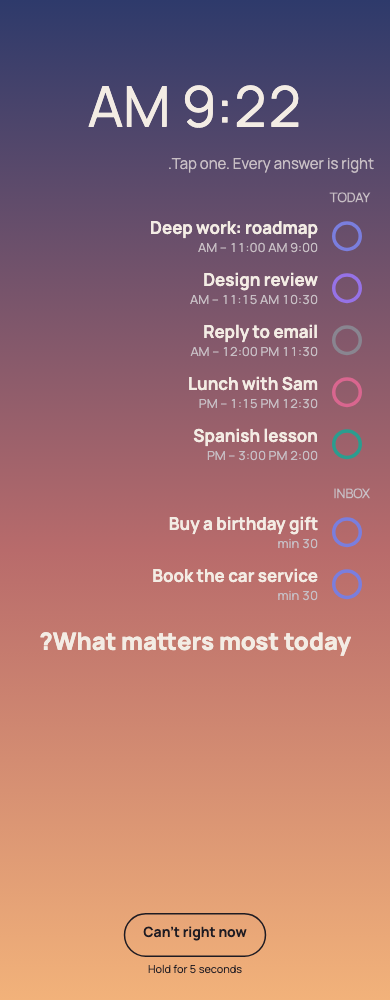 AM 9:22
.Tap one. Every answer is right
TODAY
Deep work: roadmap
AM – 11:00 AM 9:00
Design review
AM – 11:15 AM 10:30
Reply to email
AM – 12:00 PM 11:30
Lunch with Sam
PM – 1:15 PM 12:30
Spanish lesson
PM – 3:00 PM 2:00
INBOX
Buy a birthday gift
min 30
Book the car service
min 30
?What matters most today
Can't right now
Hold for 5 seconds